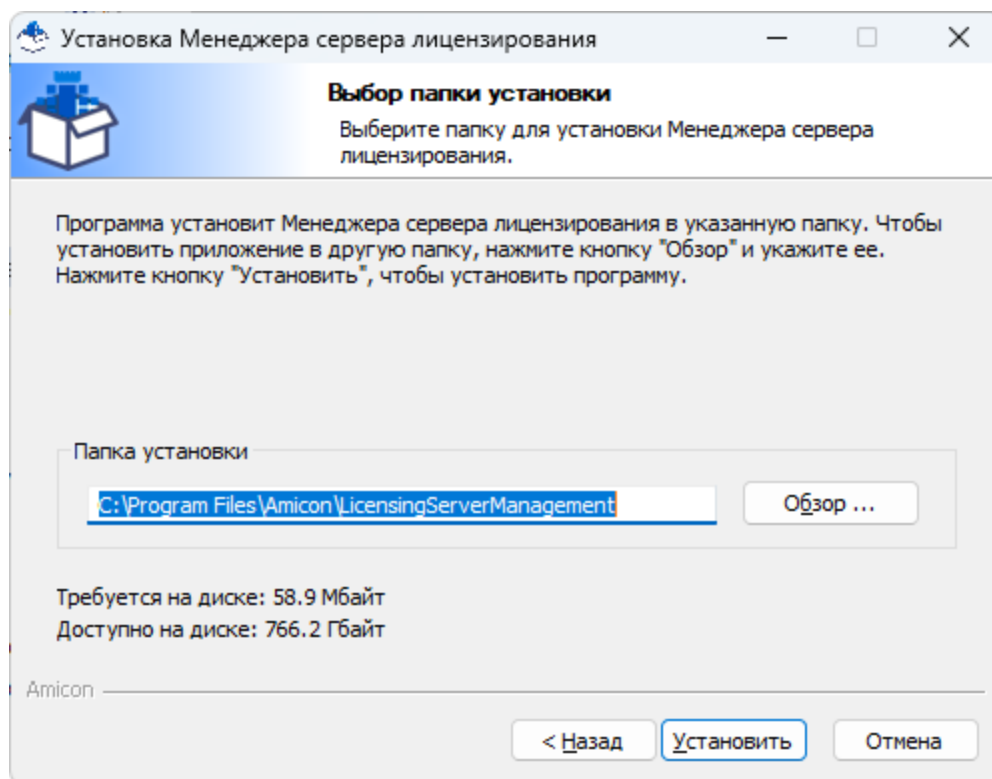 Установка Менеджера сервера лицензирования
Выбор папки установки
Выберите папку для установки Менеджера сервера
лицензирования.
Программа установит Менеджера сервера лицензирования в указанную папку. Чтобы
установить приложение в другую папку, нажмите кнопку "Обзор" и укажите ее.
Нажмите кнопку "Установить", чтобы установить программу.
Папка установки
C:\Program Files\Amicon\LicensingServerManagement
Обзор ...
Требуется на диске: 58.9 Мбайт
Доступно на диске: 766.2 Гбайт
Amicon
< Назад
Установить
Отмена